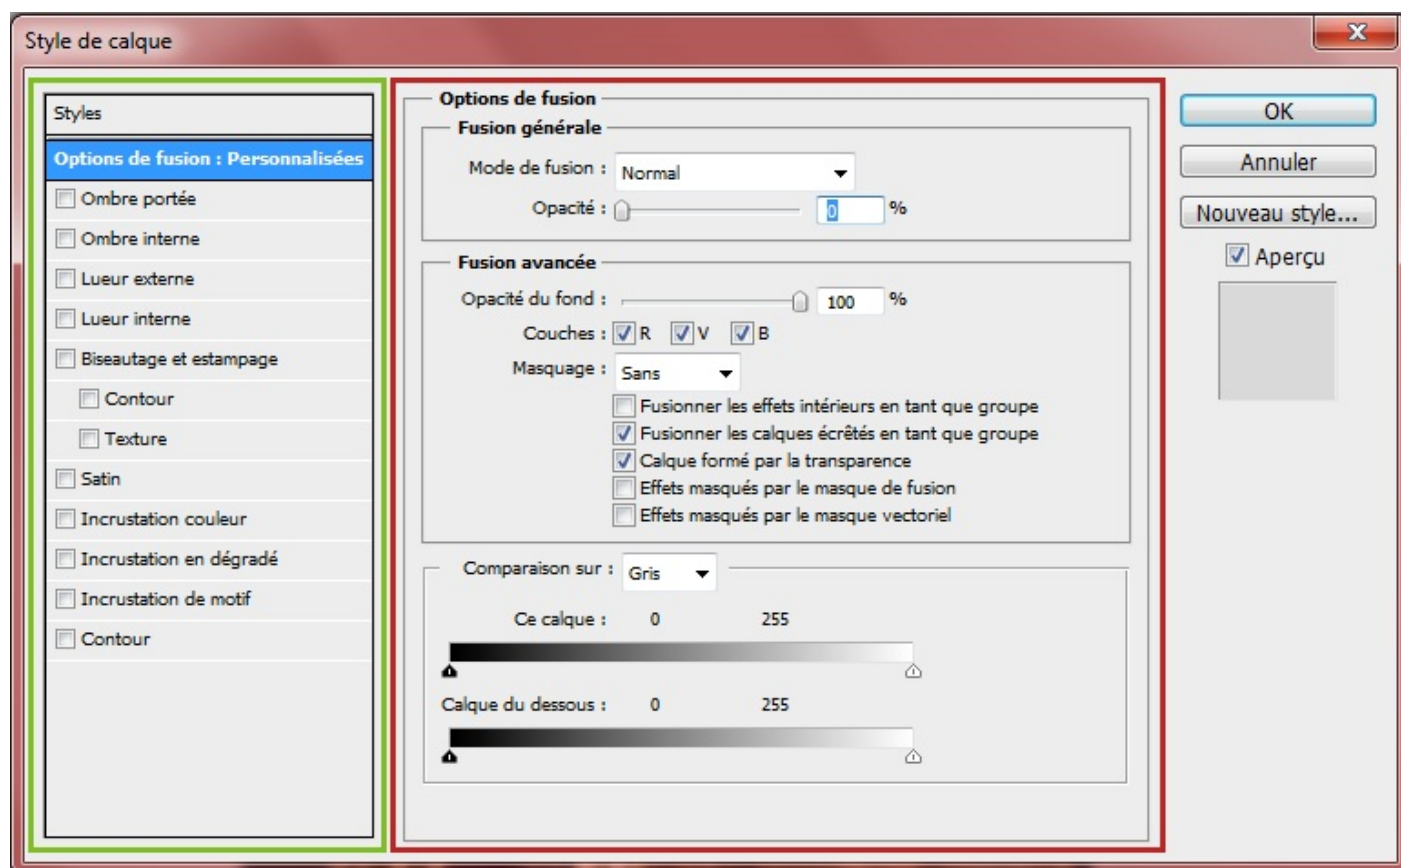 Style de calque
x
Styles
Options de fusion : Personnalisées
Ombre portée
Ombre interne
Lueur externe
Lueur interne
Biseautage et estampage
Contour
Texture
Satin
Incrustation couleur
Incrustation en dégradé
Incrustation de motif
Contour
Options de fusion
Fusion générale
Mode de fusion : Normal
Opacité : 0 %
Fusion avancée
Opacité du fond : 100 %
Couches : R V B
Masquage : Sans
Fusionner les effets intérieurs en tant que groupe
Fusionner les calques écrêtés en tant que groupe
Calque formé par la transparence
Effets masqués par le masque de fusion
Effets masqués par le masque vectoriel
Comparaison sur : Gris
Ce calque : 0 255
Calque du dessous : 0 255
OK
Annuler
Nouveau style...
Aperçu